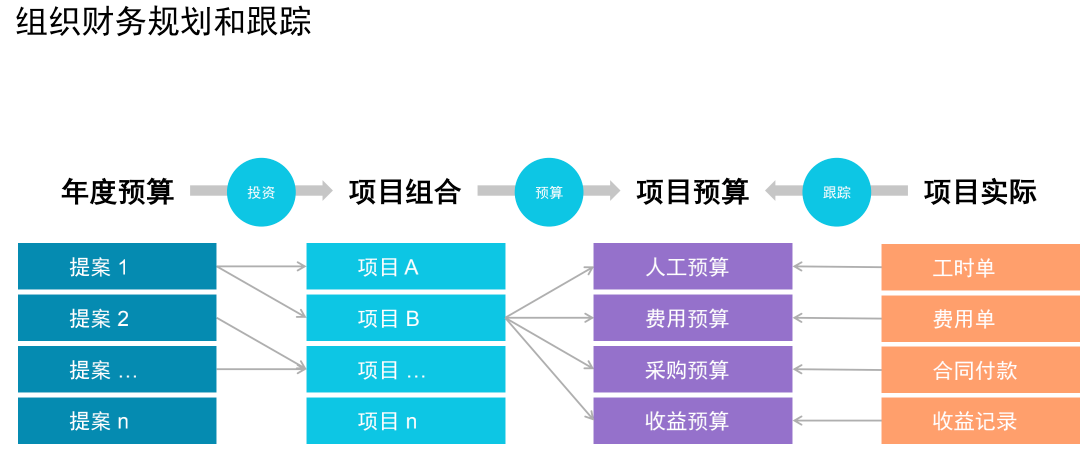 组织财务规划和跟踪
年度预算 投资 项目组合 预算 项目预算 跟踪 项目实际
提案 1 项目 A 人工预算 工时单
提案 2 项目 B 费用预算 费用单
提案 … 项目 … 采购预算 合同付款
提案 n 项目 n 收益预算 收益记录